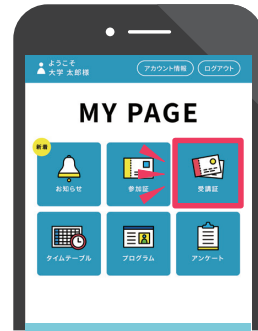 ようこそ
大学 太郎様
アカウント情報
ログアウト
MY PAGE
新着
お知らせ
参加証
受講証
タイムテーブル
プログラム
アンケート